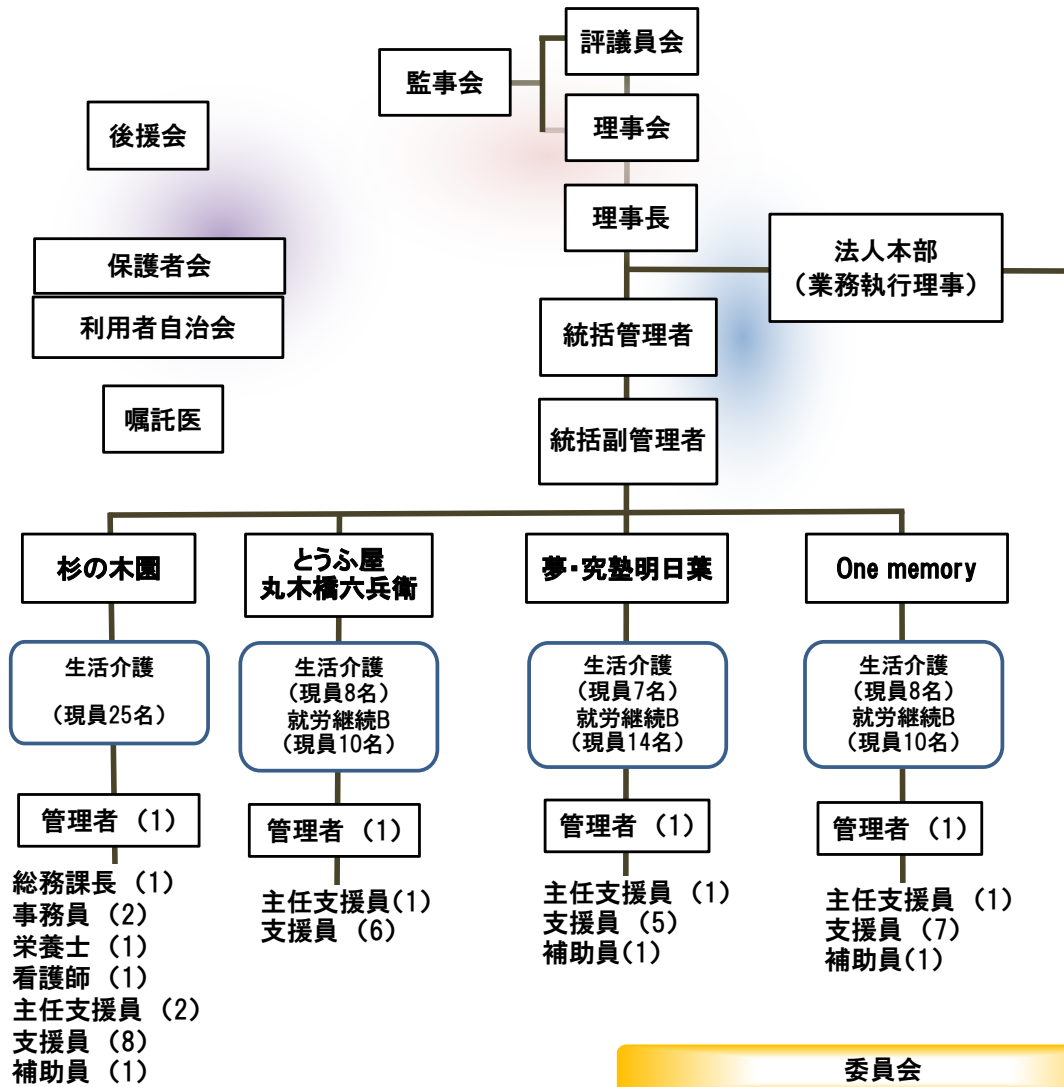 評議員会
監事会
理事会
後援会
理事長
保護者会
利用者自治会
法人本部
（業務執行理事）
統括管理者
嘱託医
統括副管理者
杉の木園
生活介護
（現員25名）
管理者 （1）
総務課長 （1）
事務員 （2）
栄養士 （1）
看護師 （1）
主任支援員 （2）
支援員 （8）
補助員 （1）
とうふ屋
丸木橋六兵衛
生活介護
（現員8名）
就労継続B
（現員10名）
管理者 （1）
主任支援員(1)
支援員 （6）
夢・究塾明日葉
生活介護
（現員7名）
就労継続B
（現員14名）
管理者 （1）
主任支援員 （1）
支援員 （5）
補助員(1)
One memory
生活介護
（現員8名）
就労継続B
（現員10名）
管理者 （1）
主任支援員 （1）
支援員 （7）
補助員(1)
委員会